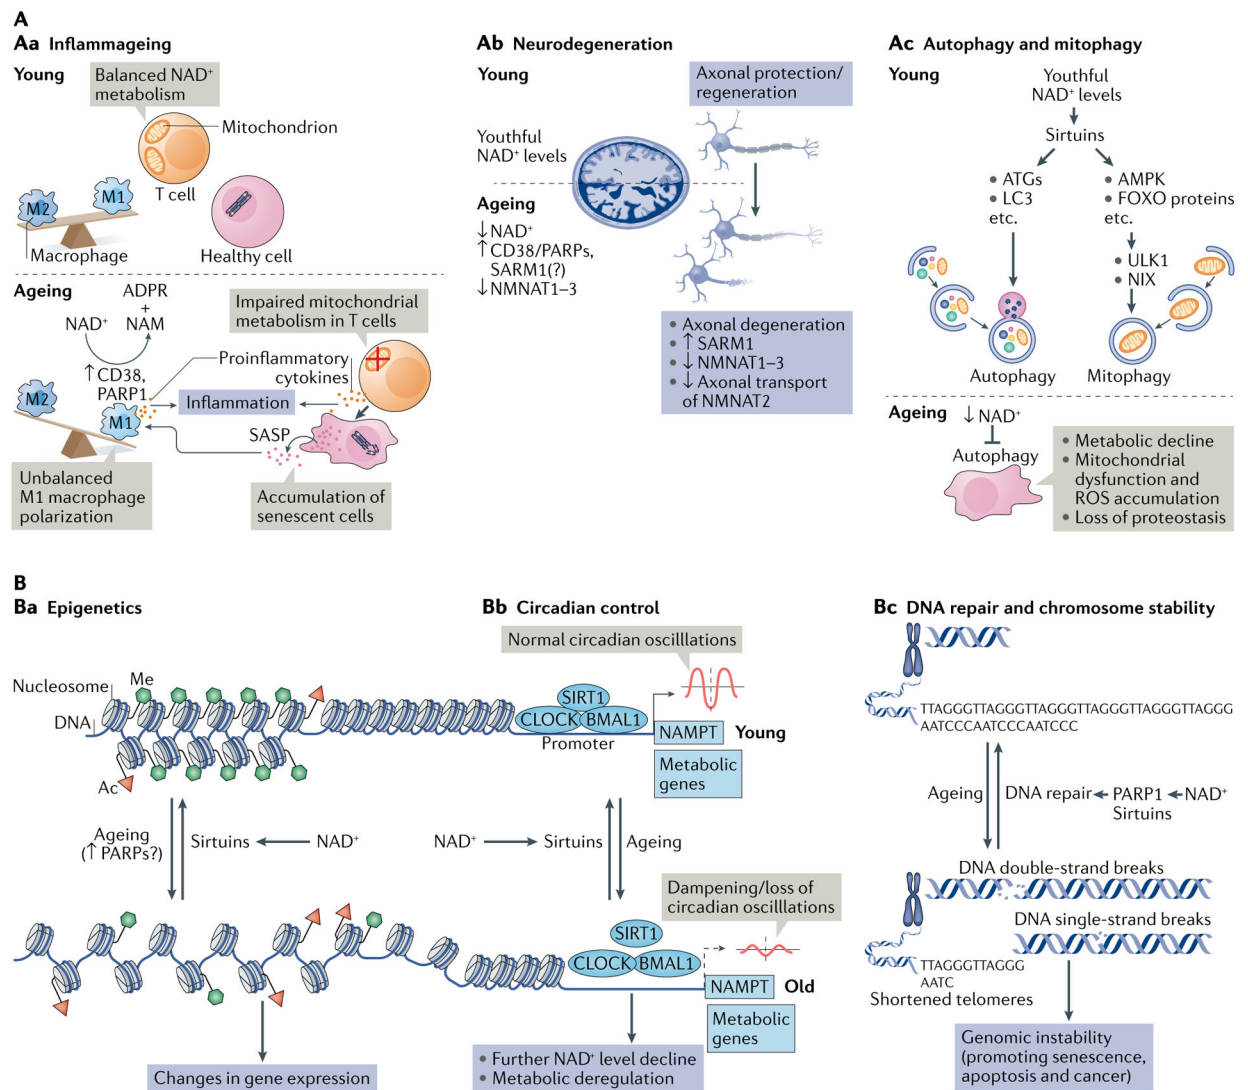 A
Aa Inflammageing
Young
Balanced NAD⁺
metabolism
Mitochondrion
T cell
M1
M2
Macrophage
Healthy cell
Ageing
ADPR
+
NAM
NAD⁺
↑ CD38,
PARP1
Impaired mitochondrial
metabolism in T cells
Proinflammatory
cytokines
M2
M1
Inflammation
SASP
Unbalanced
M1 macrophage
polarization
Accumulation of
senescent cells
Ab Neurodegeneration
Young
Axonal protection/
regeneration
Youthful
NAD⁺ levels
Ageing
↓ NAD⁺
↑ CD38/PARPs,
SARM1(?)
↓ NMNAT1–3
• Axonal degeneration
• ↑ SARM1
• ↓ NMNAT1–3
• ↓ Axonal transport
of NMNAT2
Ac Autophagy and mitophagy
Young
Youthful
NAD⁺ levels
Sirtuins
• ATGs
• LC3
etc.
• AMPK
• FOXO proteins
etc.
• ULK1
• NIX
Autophagy
Mitophagy
Ageing
↓ NAD⁺
Autophagy
• Metabolic decline
• Mitochondrial
dysfunction and
ROS accumulation
• Loss of proteostasis
B
Ba Epigenetics
Nucleosome
Me
DNA
Ac
Ageing
(↑ PARPs?)
Sirtuins
NAD⁺
Changes in gene expression
Bb Circadian control
Normal circadian oscilllations
SIRT1
CLOCK
BMAL1
Promoter
NAMPT
Young
Metabolic
genes
NAD⁺
Sirtuins
Ageing
Dampening/loss of
circadian oscilllations
SIRT1
CLOCK
BMAL1
NAMPT
Old
Metabolic
genes
• Further NAD⁺ level decline
• Metabolic deregulation
Bc DNA repair and chromosome stability
TTAGGGTTAGGGTTAGGGTTAGGGTTAGGGTTAGGG
AATCCCAATCCCAATCCC
Ageing
DNA repair
PARP1
NAD⁺
Sirtuins
DNA double-strand breaks
DNA single-strand breaks
TTAGGGTTAGGG
AATC
Shortened telomeres
Genomic instability
(promoting senescence,
apoptosis and cancer)